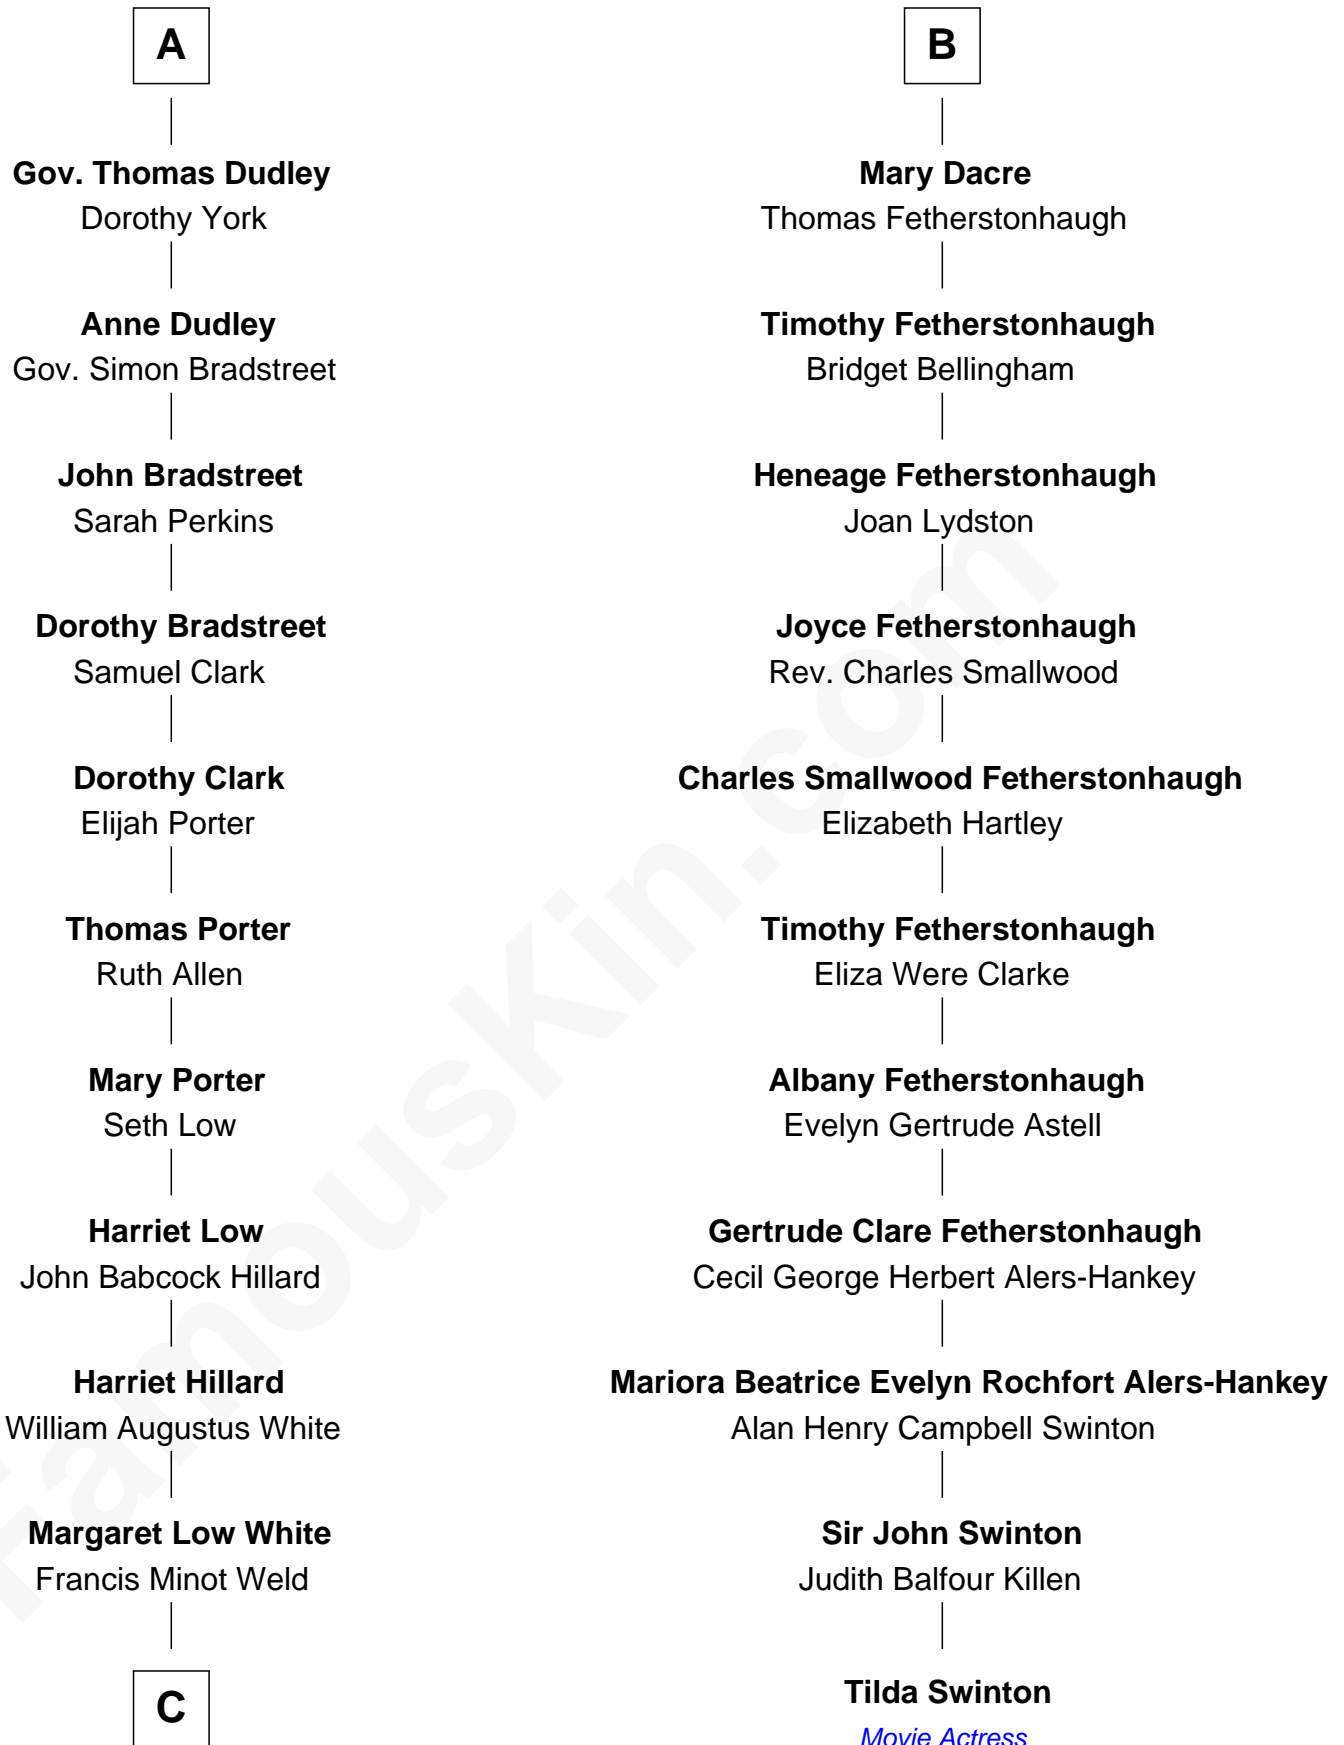 A
Gov. Thomas Dudley
Dorothy York
Anne Dudley
Gov. Simon Bradstreet
John Bradstreet
Sarah Perkins
Dorothy Bradstreet
Samuel Clark
Dorothy Clark
Elijah Porter
Thomas Porter
Ruth Allen
Mary Porter
Seth Low
Harriet Low
John Babcock Hillard
Harriet Hillard
William Augustus White
Margaret Low White
Francis Minot Weld
C
B
Mary Dacre
Thomas Fetherstonhaugh
Timothy Fetherstonhaugh
Bridget Bellingham
Heneage Fetherstonhaugh
Joan Lydston
Joyce Fetherstonhaugh
Rev. Charles Smallwood
Charles Smallwood Fetherstonhaugh
Elizabeth Hartley
Timothy Fetherstonhaugh
Eliza Were Clarke
Albany Fetherstonhaugh
Evelyn Gertrude Astell
Gertrude Clare Fetherstonhaugh
Cecil George Herbert Alers-Hankey
Mariora Beatrice Evelyn Rochfort Alers-Hankey
Alan Henry Campbell Swinton
Sir John Swinton
Judith Balfour Killen
Tilda Swinton
Movie Actress
FamousKin.com